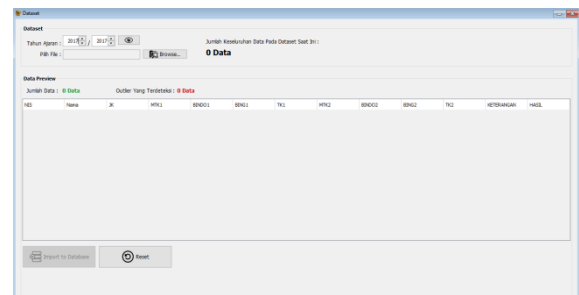 Dataset
Dataset
Tahun Ajaran : 2017 / 2017
Jumlah Keseluruhan Data Pada Dataset Saat Ini :
Pilih File : Browse...
0 Data
Data Preview
Jumlah Data : 0 Data Outlier Yang Terdeteksi : 0 Data
NIS Nama JK MTK1 BINDO1 BING1 TK1 MTK2 BINDO2 BING2 TK2 KETERANGAN HASIL
Import to Database Reset